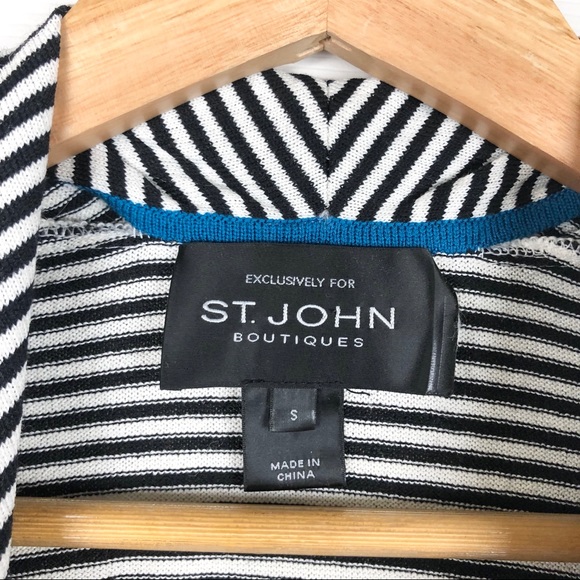 EXCLUSIVELY FOR
ST. JOHN
BOUTIQUES
S
MADE IN
CHINA